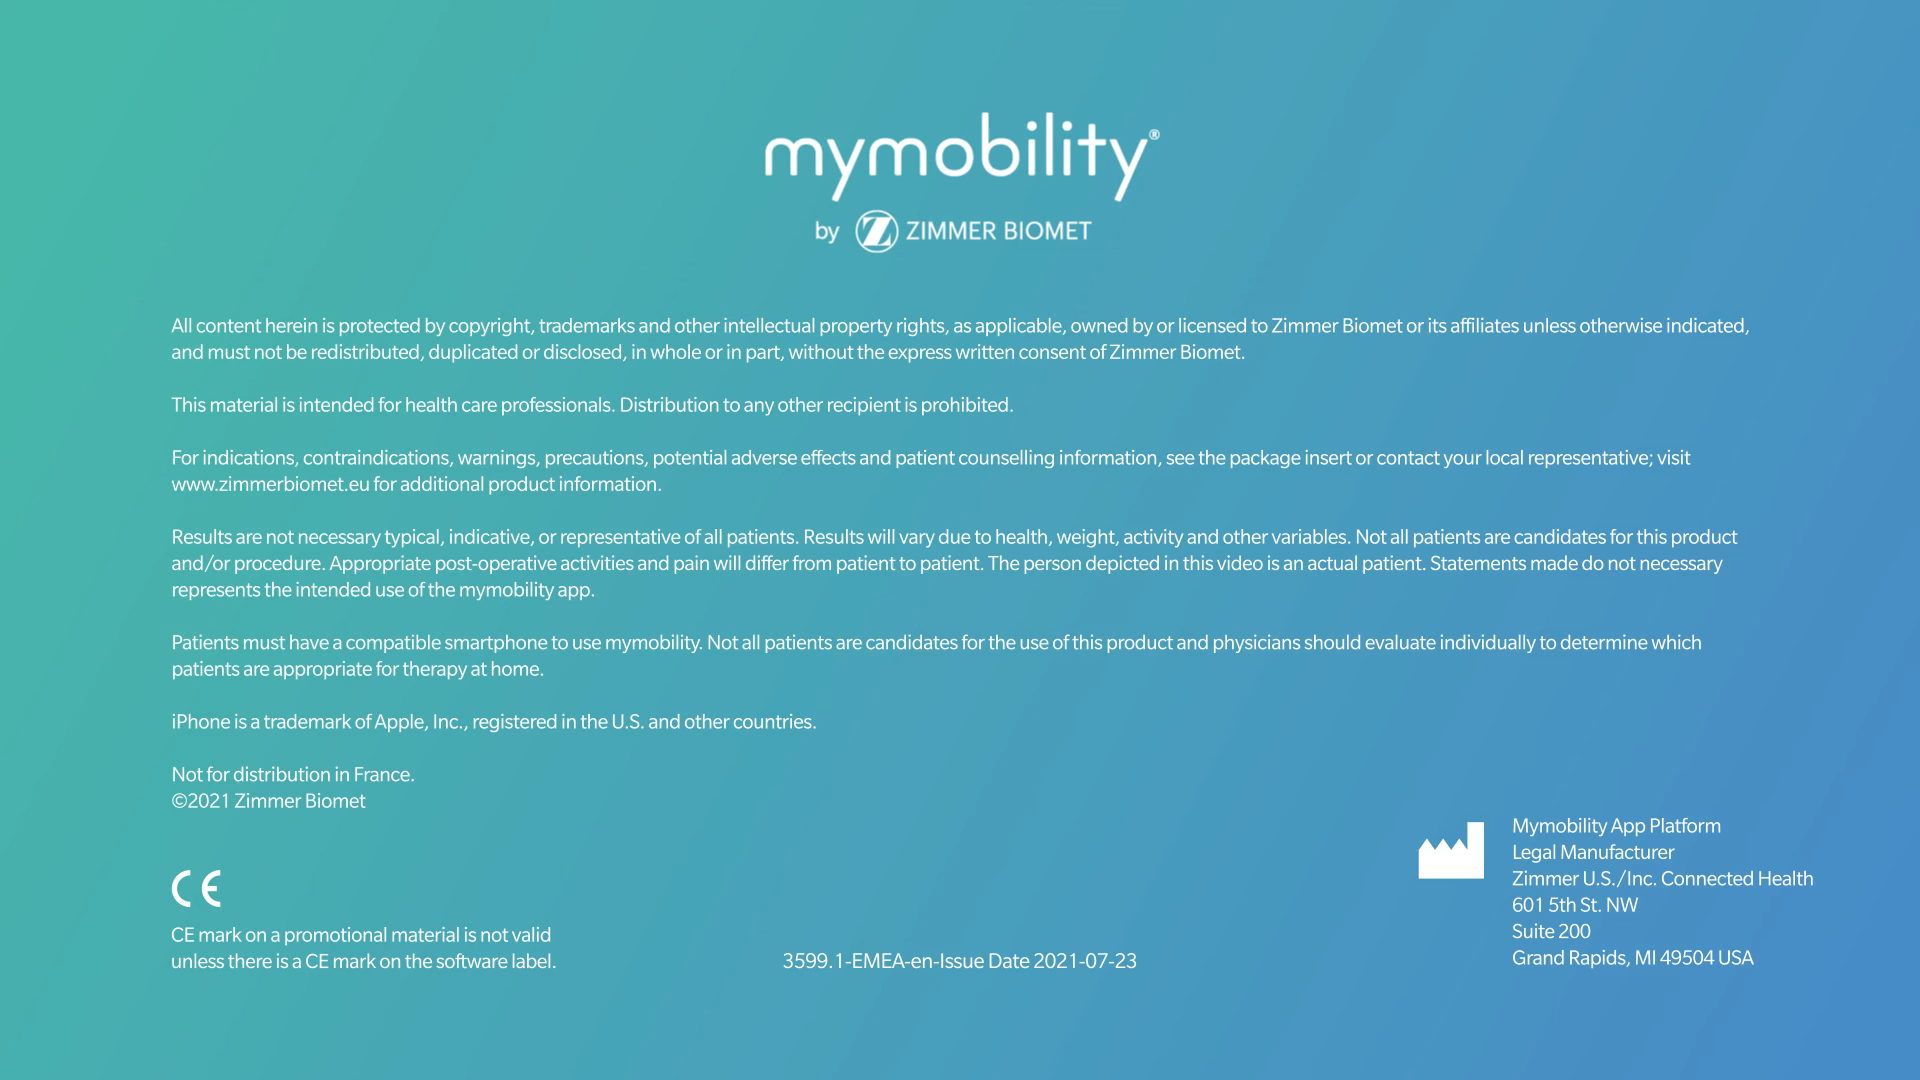 mymobility®
by ZIMMER BIOMET
All content herein is protected by copyright, trademarks and other intellectual property rights, as applicable, owned by or licensed to Zimmer Biomet or its affiliates unless otherwise indicated,
and must not be redistributed, duplicated or disclosed, in whole or in part, without the express written consent of Zimmer Biomet.
This material is intended for health care professionals. Distribution to any other recipient is prohibited.
For indications, contraindications, warnings, precautions, potential adverse effects and patient counselling information, see the package insert or contact your local representative; visit
www.zimmerbiomet.eu for additional product information.
Results are not necessary typical, indicative, or representative of all patients. Results will vary due to health, weight, activity and other variables. Not all patients are candidates for this product
and/or procedure. Appropriate post-operative activities and pain will differ from patient to patient. The person depicted in this video is an actual patient. Statements made do not necessary
represents the intended use of the mymobility app.
Patients must have a compatible smartphone to use mymobility. Not all patients are candidates for the use of this product and physicians should evaluate individually to determine which
patients are appropriate for therapy at home.
iPhone is a trademark of Apple, Inc., registered in the U.S. and other countries.
Not for distribution in France.
©2021 Zimmer Biomet
CE
CE mark on a promotional material is not valid
unless there is a CE mark on the software label.
3599.1-EMEA-en-Issue Date 2021-07-23
Mymobility App Platform
Legal Manufacturer
Zimmer U.S./Inc. Connected Health
601 5th St. NW
Suite 200
Grand Rapids, MI 49504 USA